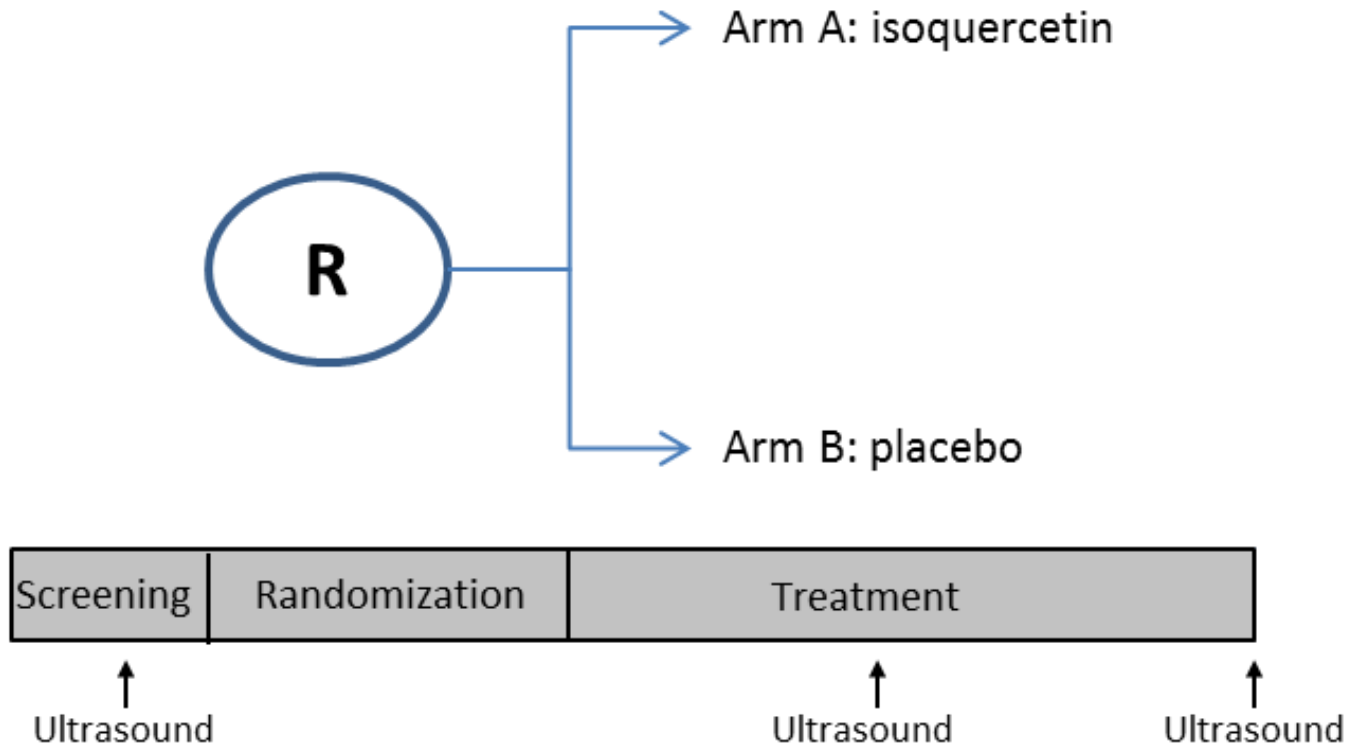 Arm A: isoquercetin
R
Arm B: placebo
Screening Randomization Treatment
Ultrasound Ultrasound Ultrasound